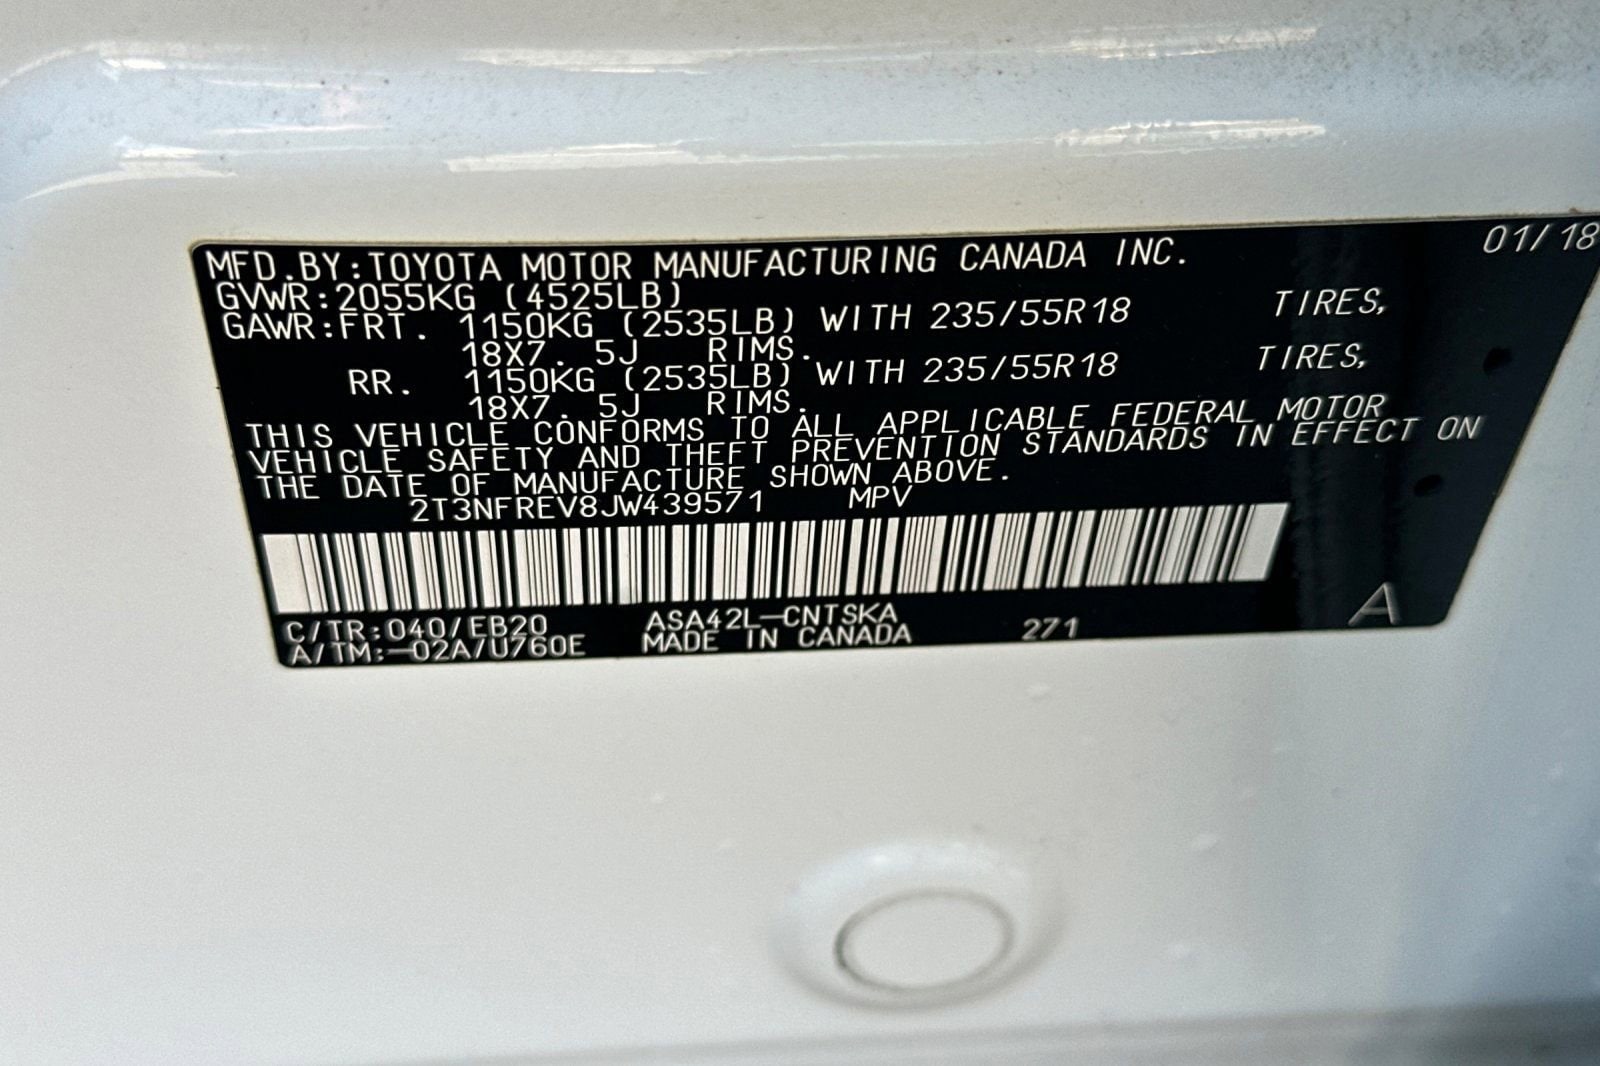 01/18
MFD.BY:TOYOTA MOTOR MANUFACTURING CANADA INC.
GVWR:2055KG (4525LB)
GAWR:FRT. 1150KG (2535LB) WITH 235/55R18 TIRES,
18X7.5J RIMS.
RR. 1150KG (2535LB) WITH 235/55R18 TIRES,
18X7.5J RIMS.
THIS VEHICLE CONFORMS TO ALL APPLICABLE FEDERAL MOTOR
VEHICLE SAFETY AND THEFT PREVENTION STANDARDS IN EFFECT ON
THE DATE OF MANUFACTURE SHOWN ABOVE.
2T3NFREV8JW439571 MPV
C/TR:040/EB20 ASA42L-CNTSKA A
A/TM:-02A/U760E MADE IN CANADA 271